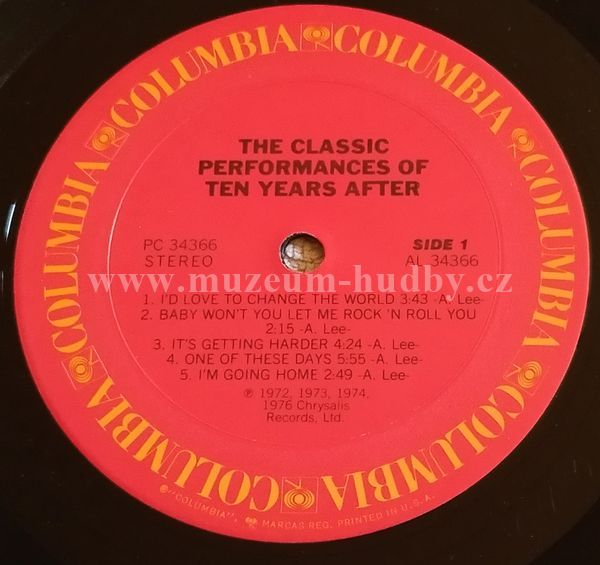 COLUMBIA COLUMBIA COLUMBIA COLUMBIA COLUMBIA COLUMBIA COLUMBIA COLUMBIA
THE CLASSIC
PERFORMANCES OF
TEN YEARS AFTER
PC 34366 SIDE 1
STEREO AL 34366
www.muzeum-hudby.cz
1. I'D LOVE TO CHANGE THE WORLD 3:43 -A. Lee-
2. BABY WON'T YOU LET ME ROCK 'N ROLL YOU
2:15 -A. Lee-
3. IT'S GETTING HARDER 4:24 -A. Lee-
4. ONE OF THESE DAYS 5:55 -A. Lee-
5. I'M GOING HOME 2:49 -A. Lee-
℗ 1972, 1973, 1974,
1976 Chrysalis
Records, Ltd.
©"COLUMBIA", MARCAS REG. PRINTED IN U.S.A.